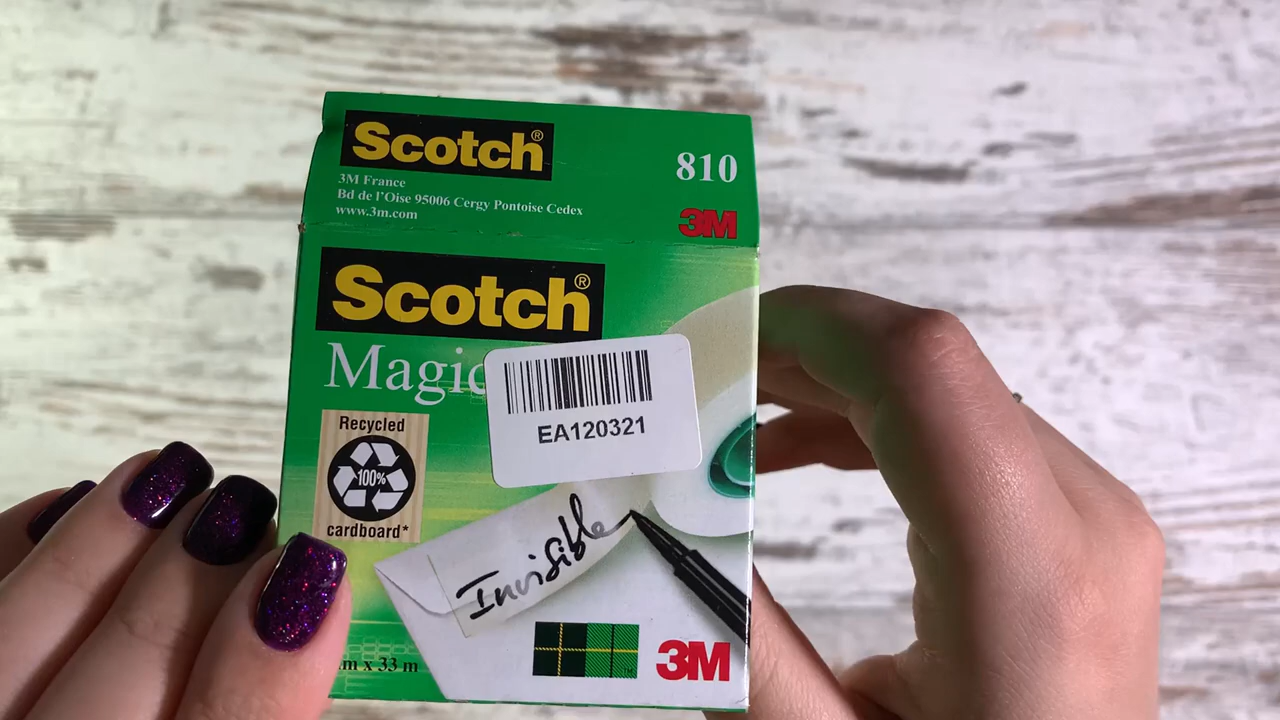 Scotch®
810
3M France
Bd de l'Oise 95006 Cergy Pontoise Cedex
www.3m.com
3M
Scotch®
Magic
EA120321
Recycled
100%
cardboard*
Invisible
m x 33 m
3M